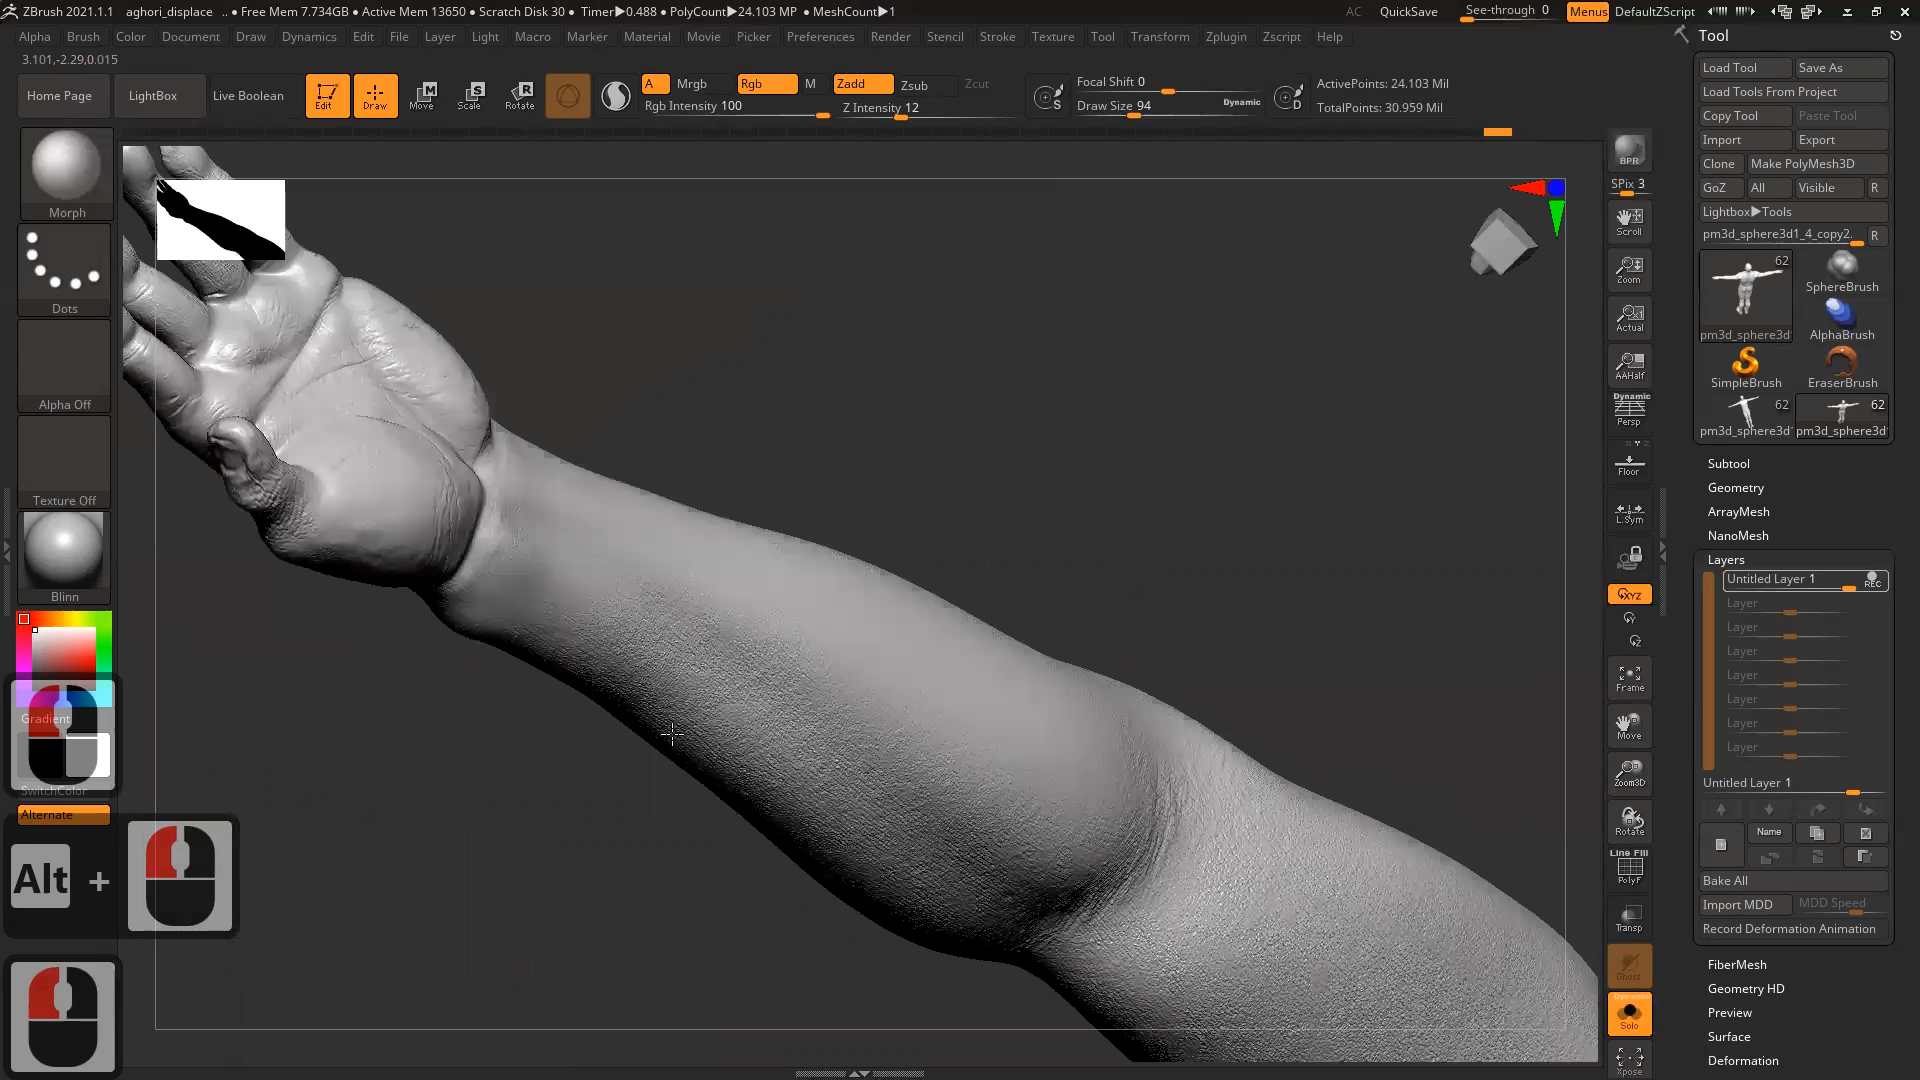 ZBrush 2021.1.1 aghori_displace .. • Free Mem 7.734GB • Active Mem 13650 • Scratch Disk 30 • Timer▶0.488 • PolyCount▶24.103 MP • MeshCount▶1 AC QuickSave See-through 0 Menus DefaultZScript
Alpha Brush Color Document Draw Dynamics Edit File Layer Light Macro Marker Material Movie Picker Preferences Render Stencil Stroke Texture Tool Transform Zplugin Zscript Help
3.101,-2.29,0.015
Home Page LightBox Live Boolean Edit Draw Move Scale Rotate
A Mrgb Rgb M Zadd Zsub Zcut
Rgb Intensity 100 Z Intensity 12
S Focal Shift 0
Draw Size 94 Dynamic
D ActivePoints: 24.103 Mil
TotalPoints: 30.959 Mil
Morph
Dots
Alpha Off
Texture Off
Blinn
Gradient
SwitchColor
Alternate
Alt +
BPR
SPix 3
Scroll
Zoom
Actual
AAHalf
Dynamic
Persp
Floor
L.Sym
XYZ
Y
Z
Frame
Move
Zoom3D
Rotate
Line Fill
PolyF
Transp
Ghost
Dynamic
Solo
Xpose
Tool
Load Tool Save As
Load Tools From Project
Copy Tool Paste Tool
Import Export
Clone Make PolyMesh3D
GoZ All Visible R
Lightbox▶Tools
pm3d_sphere3d1_4_copy2. R
62
SphereBrush
pm3d_sphere3d1 AlphaBrush
SimpleBrush EraserBrush
62 62
pm3d_sphere3d1 pm3d_sphere3d1
Subtool
Geometry
ArrayMesh
NanoMesh
Layers
Untitled Layer 1 REC
Layer
Layer
Layer
Layer
Layer
Layer
Layer
Untitled Layer 1
Name
Bake All
Import MDD MDD Speed
Record Deformation Animation
FiberMesh
Geometry HD
Preview
Surface
Deformation